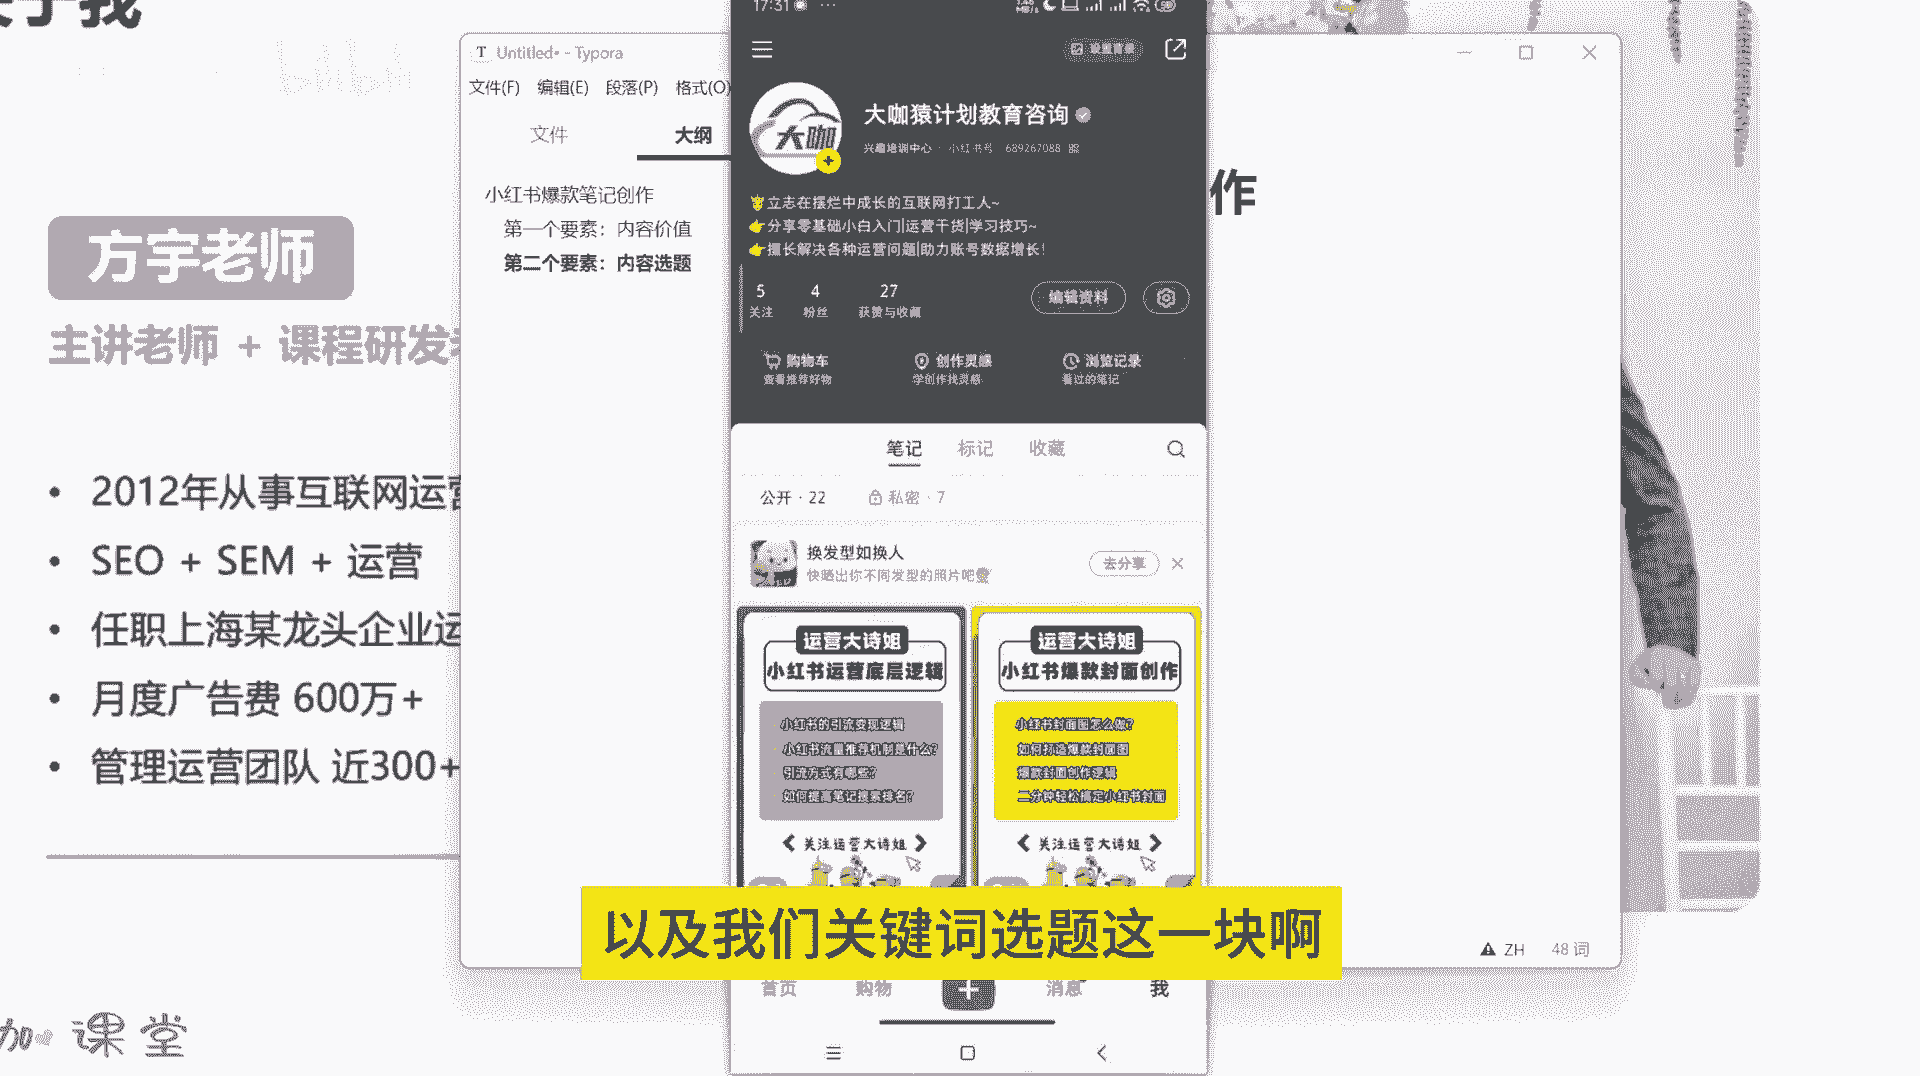 关于我
bilibili
方宇老师
主讲老师 + 课程研发老
2012年从事互联网运营
SEO + SEM + 运营
任职上海某龙头企业运
月度广告费 600万+
管理运营团队 近300+
课堂
T Untitled• - Typora
文件(F) 编辑(E) 段落(P) 格式(O)
文件 大纲
小红书爆款笔记创作
第一个要素：内容价值
第二个要素：内容选题
作
ZH 48 词
17:31
设置背景
大咖
大咖猿计划教育咨询
兴趣培训中心 · 小红书号 689267088
立志在摆烂中成长的互联网打工人~
分享零基础小白入门|运营干货|学习技巧~
擅长解决各种运营问题|助力账号数据增长!
5 4 27
关注 粉丝 获赞与收藏
编辑资料
购物车 创作灵感 浏览记录
查看推荐好物 学创作找灵感 看过的笔记
笔记 标记 收藏
公开 · 22 私密 · 7
换发型如换人
快晒出你不同发型的照片吧
去分享
运营大诗姐
小红书运营底层逻辑
小红书的引流变现逻辑
小红书流量推荐机制是什么?
引流方式有哪些?
如何提高笔记搜索排名?
关注运营大诗姐
运营大诗姐
小红书爆款封面创作
小红书封面图怎么做?
如何打造爆款封面图
爆款封面创作逻辑
二分钟轻松搞定小红书封面
关注运营大诗姐
以及我们关键词选题这一块啊
首页 购物 消息 我